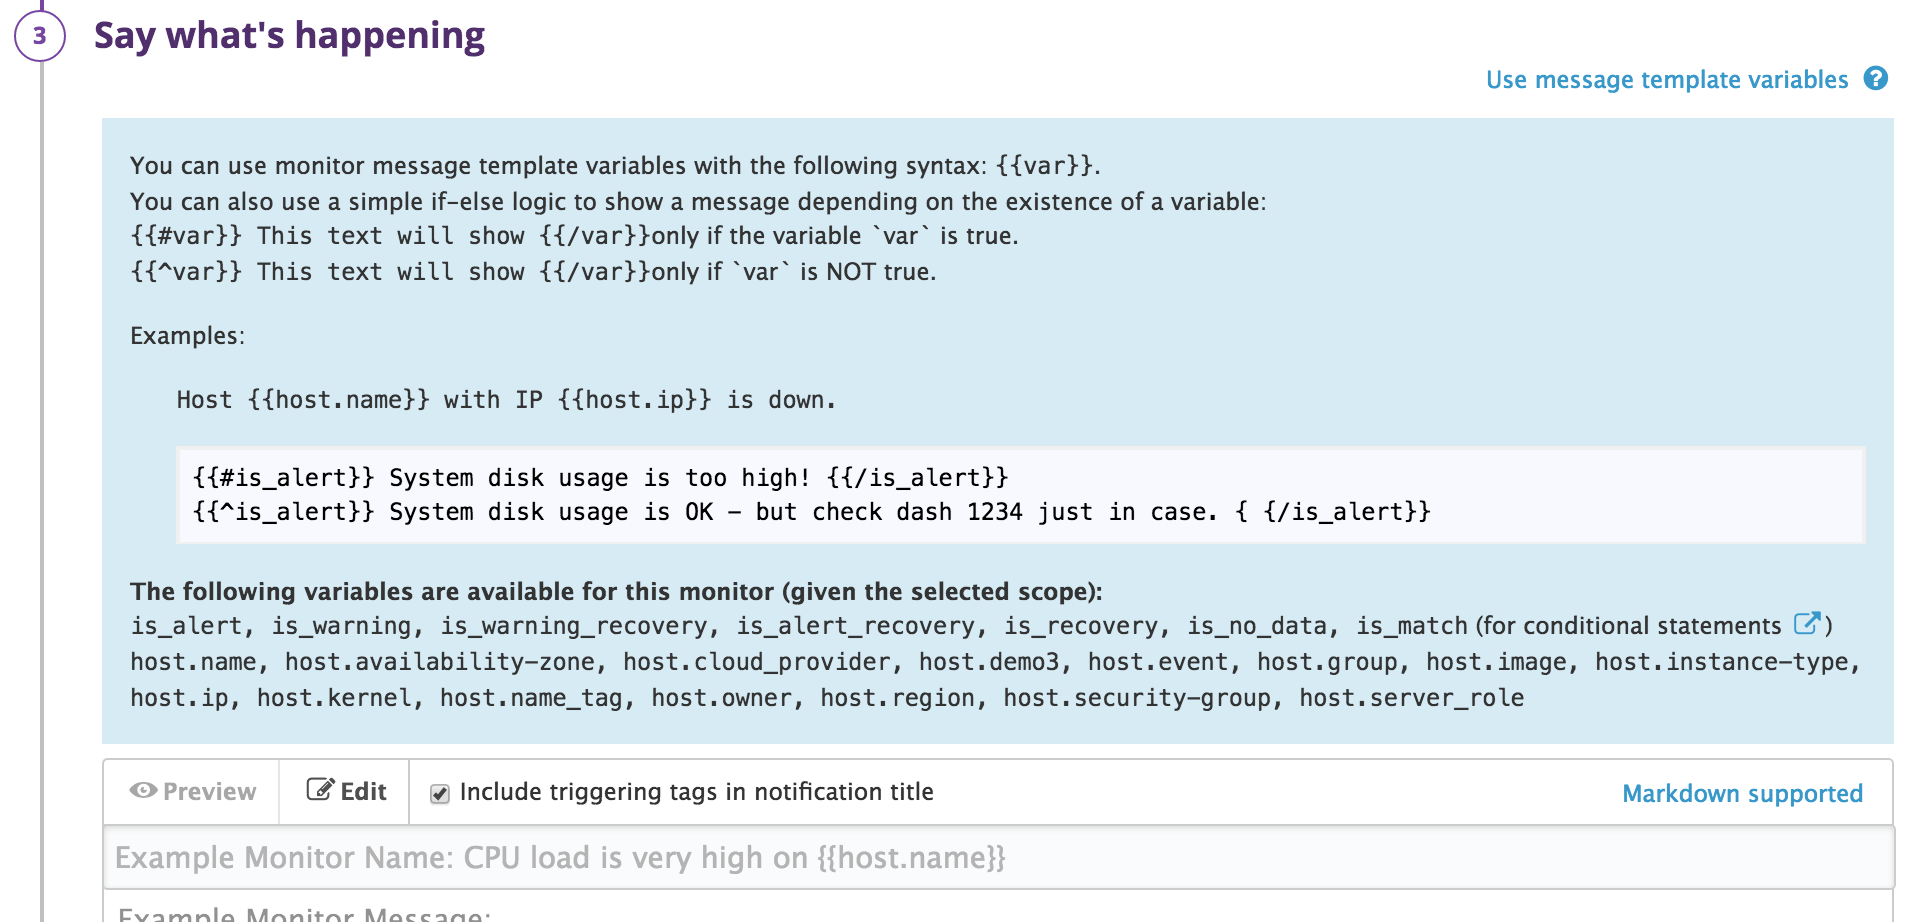 3
Say what's happening
Use message template variables ?
You can use monitor message template variables with the following syntax: {{var}}.
You can also use a simple if-else logic to show a message depending on the existence of a variable:
{{#var}} This text will show {{/var}}only if the variable `var` is true.
{{^var}} This text will show {{/var}}only if `var` is NOT true.
Examples:
Host {{host.name}} with IP {{host.ip}} is down.
{{#is_alert}} System disk usage is too high! {{/is_alert}}
{{^is_alert}} System disk usage is OK - but check dash 1234 just in case. { {/is_alert}}
The following variables are available for this monitor (given the selected scope):
is_alert, is_warning, is_warning_recovery, is_alert_recovery, is_recovery, is_no_data, is_match (for conditional statements )
host.name, host.availability-zone, host.cloud_provider, host.demo3, host.event, host.group, host.image, host.instance-type,
host.ip, host.kernel, host.name_tag, host.owner, host.region, host.security-group, host.server_role
Preview Edit Include triggering tags in notification title Markdown supported
Example Monitor Name: CPU load is very high on {{host.name}}
Example Monitor Message: